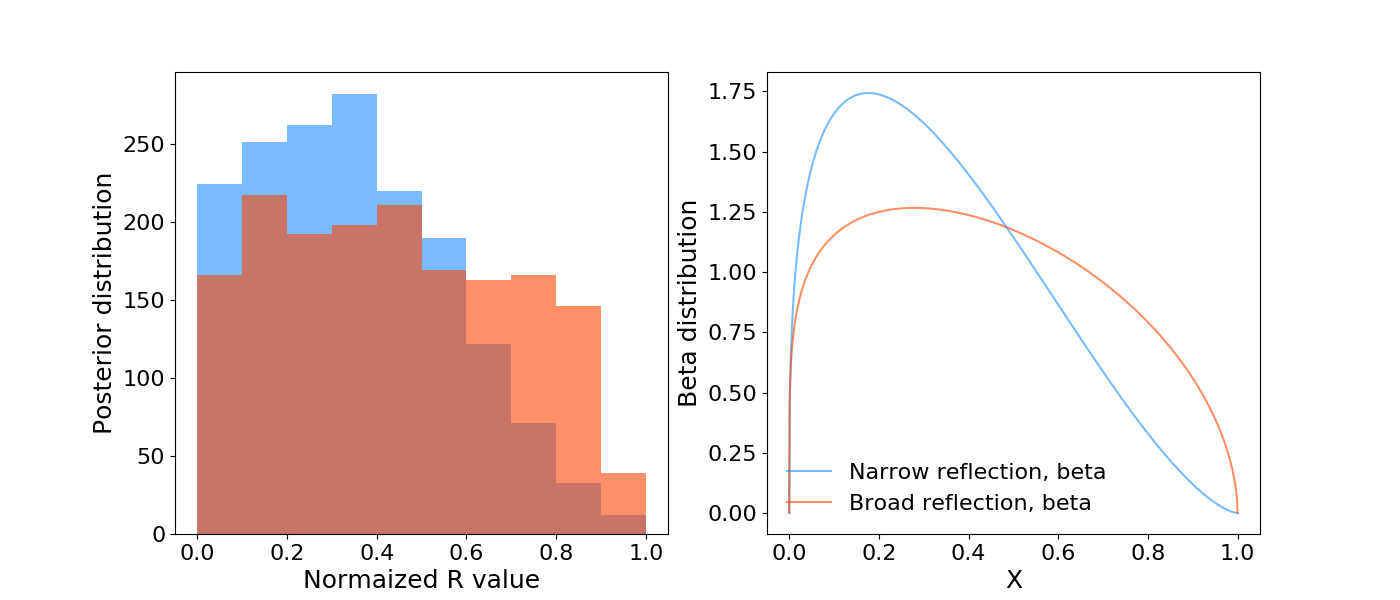 Posterior distribution
250
200
150
100
50
0
0.0 0.2 0.4 0.6 0.8 1.0
Normaized R value
Beta distribution
1.75
1.50
1.25
1.00
0.75
0.50
0.25
0.00
Narrow reflection, beta
Broad reflection, beta
0.0 0.2 0.4 0.6 0.8 1.0
X